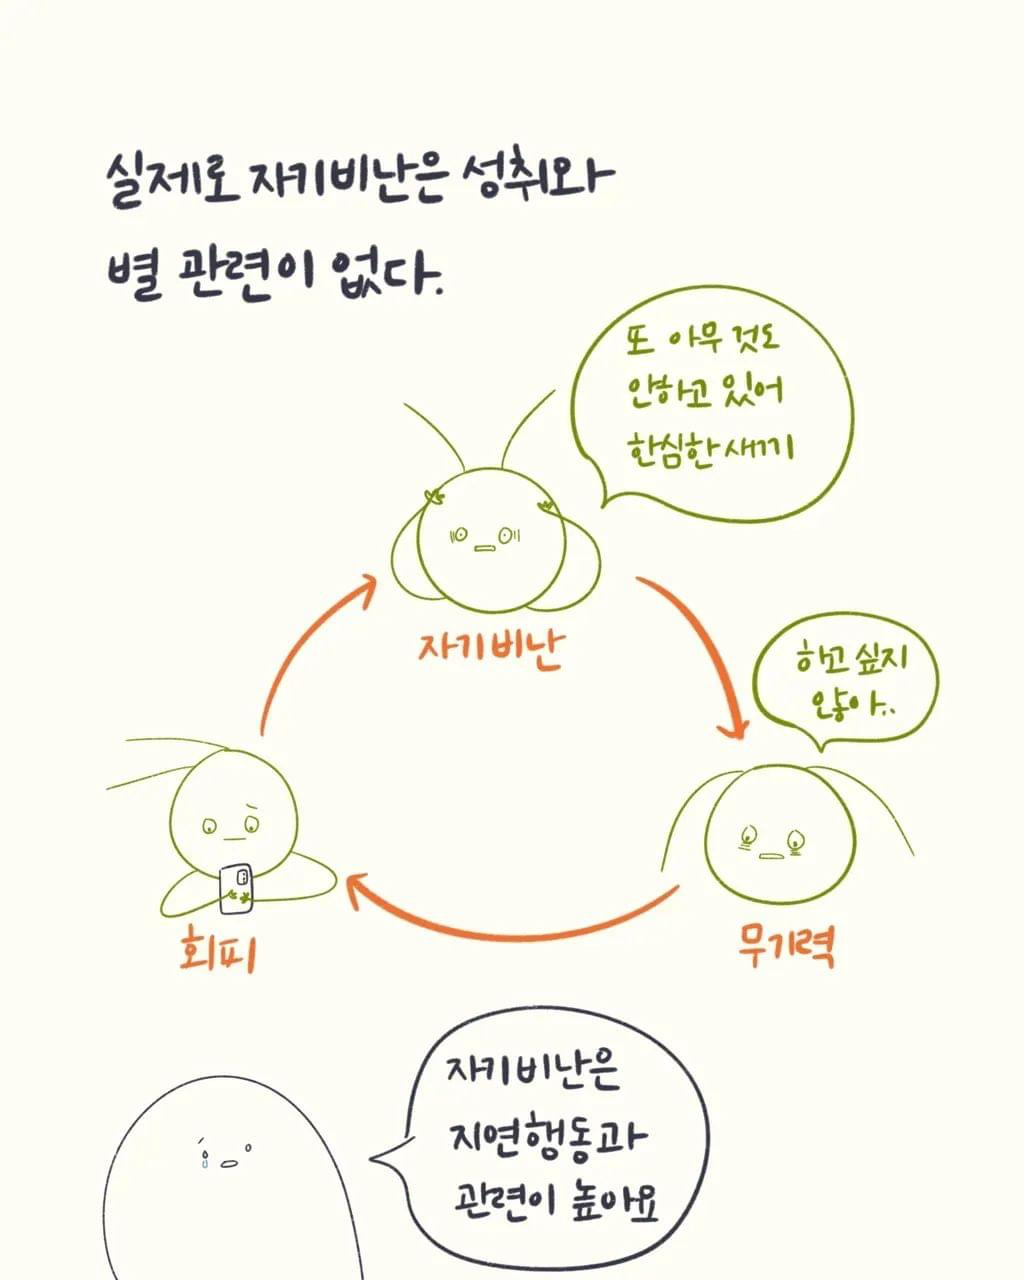 실제로 자기비난은 성취와
별 관련이 없다.
또 아무것도
안하고 있어
한심한 새끼
자기비난
하고 싶지
않아..
무기력
회피
자기비난은
지연행동과
관련이 높아요